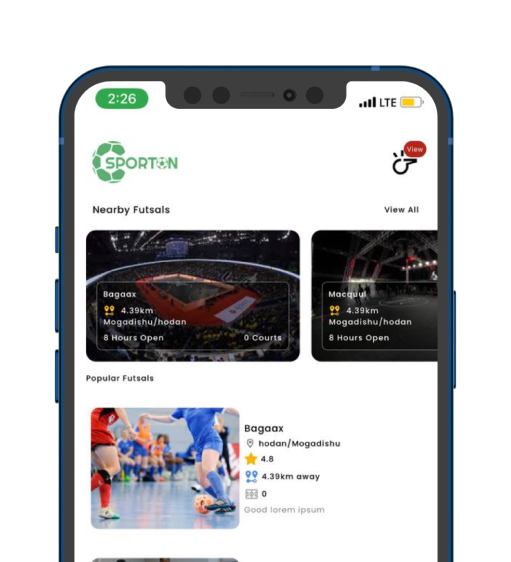 2:26
LTE
SPORTON
View
Nearby Futsals
View All
Bagaax
4.39km
Mogadishu/hodan
8 Hours Open
0 Courts
Macquul
4.39km
Mogadishu/hodan
8 Hours Open
Popular Futsals
Bagaax
hodan/Mogadishu
4.8
4.39km away
0
Good lorem ipsum